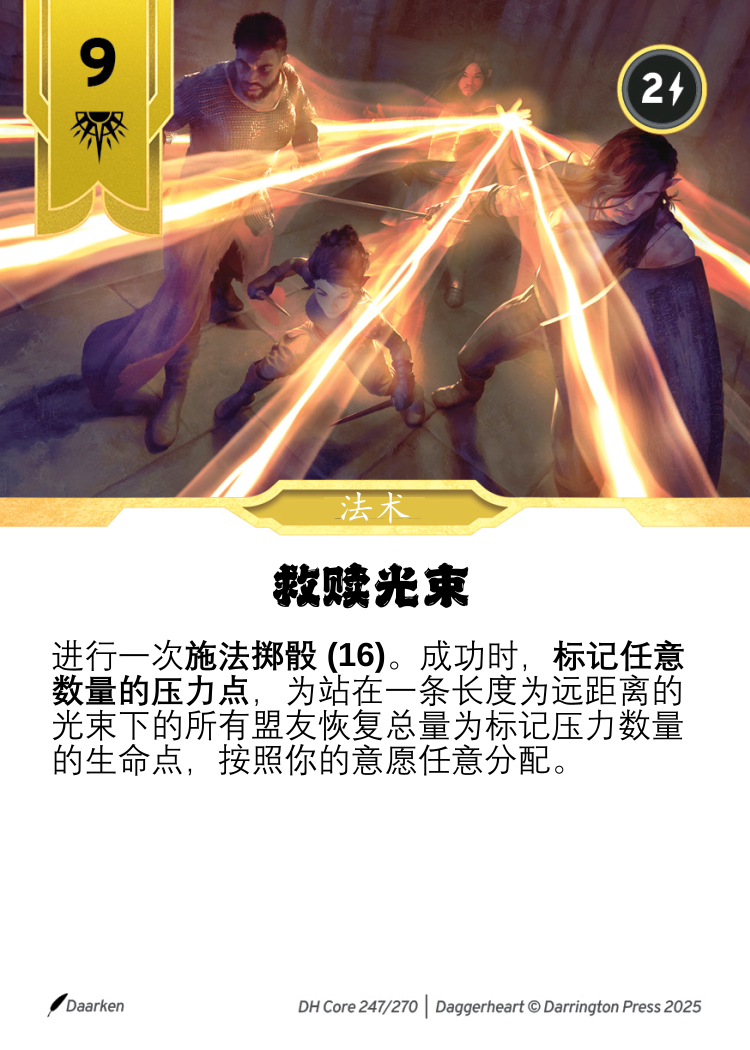 9
2
法术
救赎光束
进行一次施法掷骰 (16)。成功时，标记任意
数量的压力点，为站在一条长度为远距离的
光束下的所有盟友恢复总量为标记压力数量
的生命点，按照你的意愿任意分配。
Daarken
DH Core 247/270 | Daggerheart © Darrington Press 2025